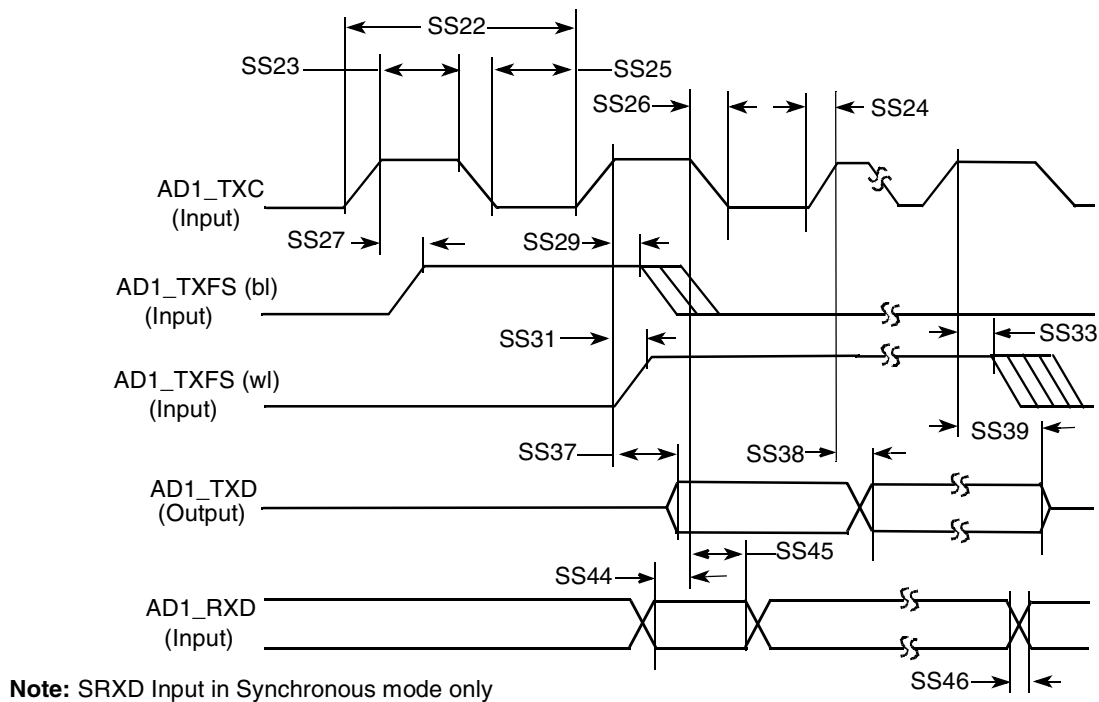 SS22
SS23
SS25
SS26
SS24
AD1_TXC
(Input)
SS27
SS29
AD1_TXFS (bl)
(Input)
SS31
SS33
AD1_TXFS (wl)
(Input)
SS39
SS37
SS38
AD1_TXD
(Output)
SS45
SS44
AD1_RXD
(Input)
SS46
Note: SRXD Input in Synchronous mode only